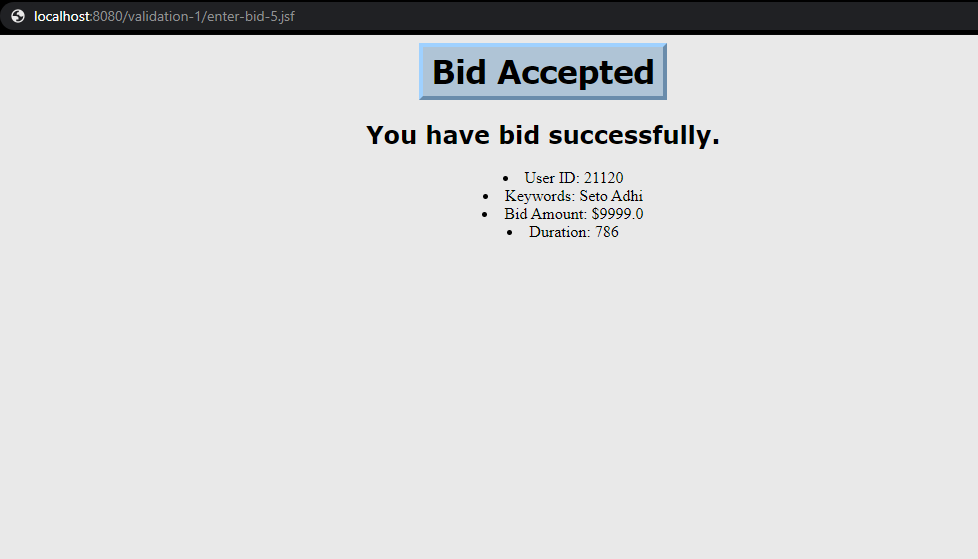 localhost:8080/validation-1/enter-bid-5.jsf
Bid Accepted
You have bid successfully.
• User ID: 21120
• Keywords: Seto Adhi
• Bid Amount: $9999.0
• Duration: 786